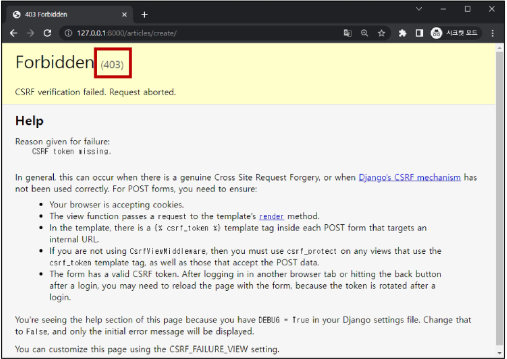 403 Forbidden
127.0.0.1:8000/articles/create/
시크릿 모드
Forbidden (403)
CSRF verification failed. Request aborted.
Help
Reason given for failure:
CSRF token missing.
In general, this can occur when there is a genuine Cross Site Request Forgery, or when Django's CSRF mechanism has
not been used correctly. For POST forms, you need to ensure:
• Your browser is accepting cookies.
• The view function passes a request to the template's render method.
• In the template, there is a {% csrf_token %} template tag inside each POST form that targets an
internal URL.
• If you are not using CsrfViewMiddleware, then you must use csrf_protect on any views that use the
csrf_token template tag, as well as those that accept the POST data.
• The form has a valid CSRF token. After logging in in another browser tab or hitting the back button
after a login, you may need to reload the page with the form, because the token is rotated after a
login.
You're seeing the help section of this page because you have DEBUG = True in your Django settings file. Change that
to False, and only the initial error message will be displayed.
You can customize this page using the CSRF_FAILURE_VIEW setting.